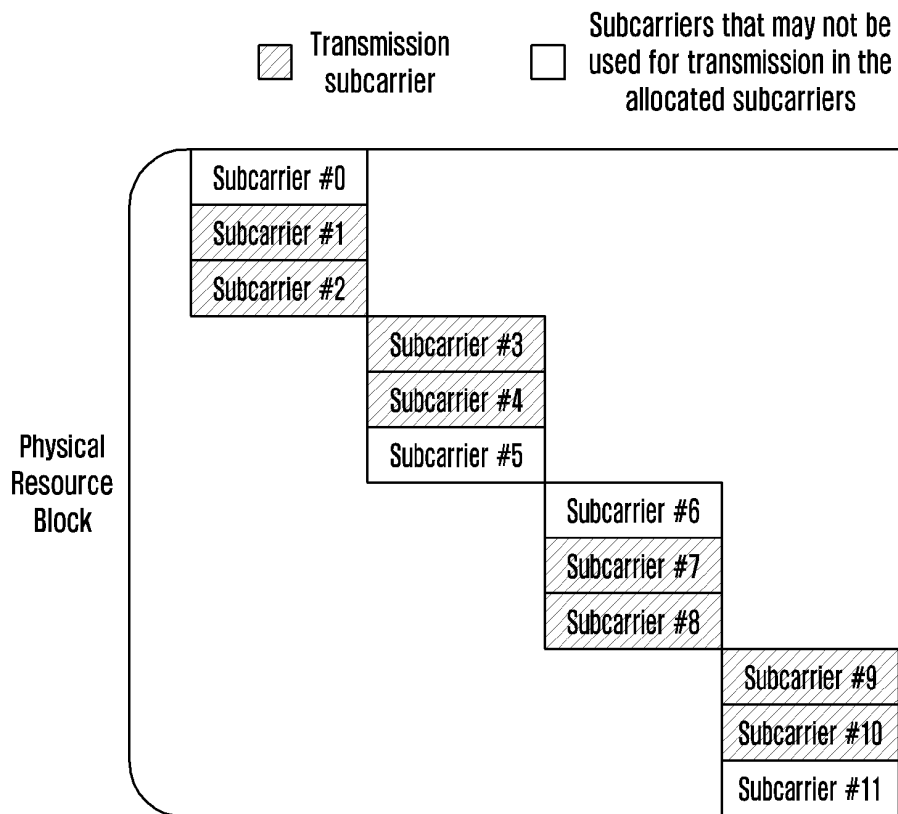 Transmission
subcarrier
Subcarriers that may not be
used for transmission in the
allocated subcarriers
Subcarrier #0
Subcarrier #1
Subcarrier #2
Subcarrier #3
Subcarrier #4
Subcarrier #5
Physical
Resource
Block
Subcarrier #6
Subcarrier #7
Subcarrier #8
Subcarrier #9
Subcarrier #10
Subcarrier #11